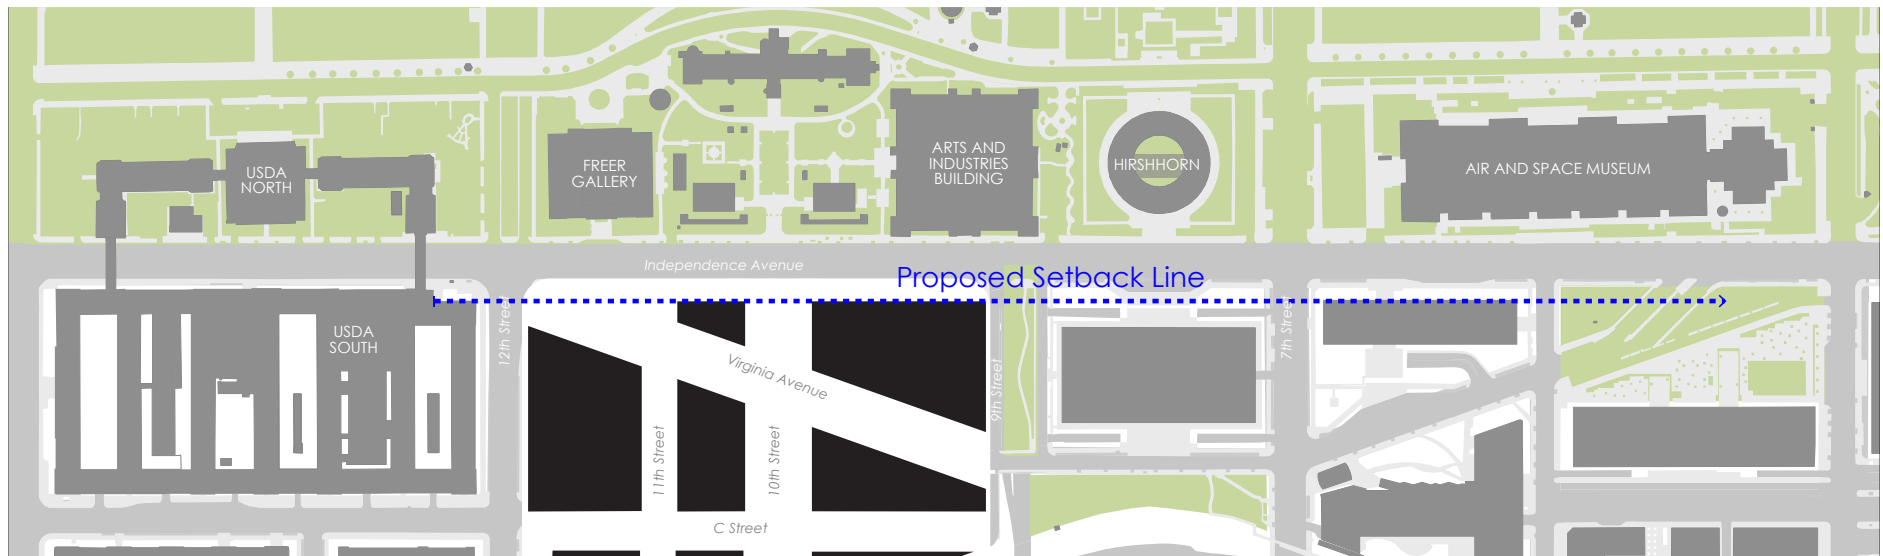 USDA
NORTH
FREER
GALLERY
ARTS AND
INDUSTRIES
BUILDING
HIRSHHORN
AIR AND SPACE MUSEUM
Independence Avenue
Proposed Setback Line
USDA
SOUTH
12th Street
Virginia Avenue
9th Street
7th Street
11th Street
10th Street
C Street